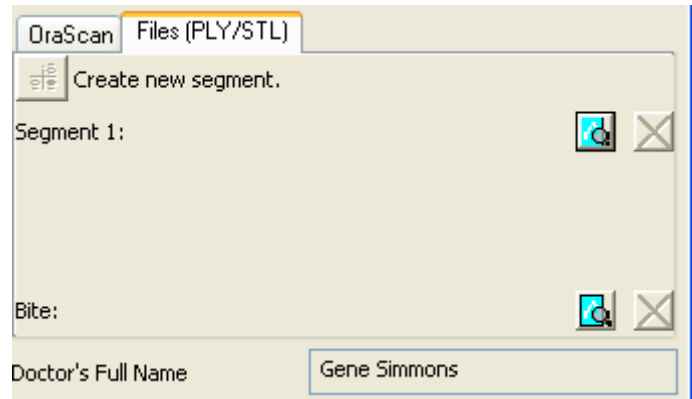 OraScan Files (PLY/STL)
Create new segment.
Segment 1:
Bite:
Doctor's Full Name Gene Simmons